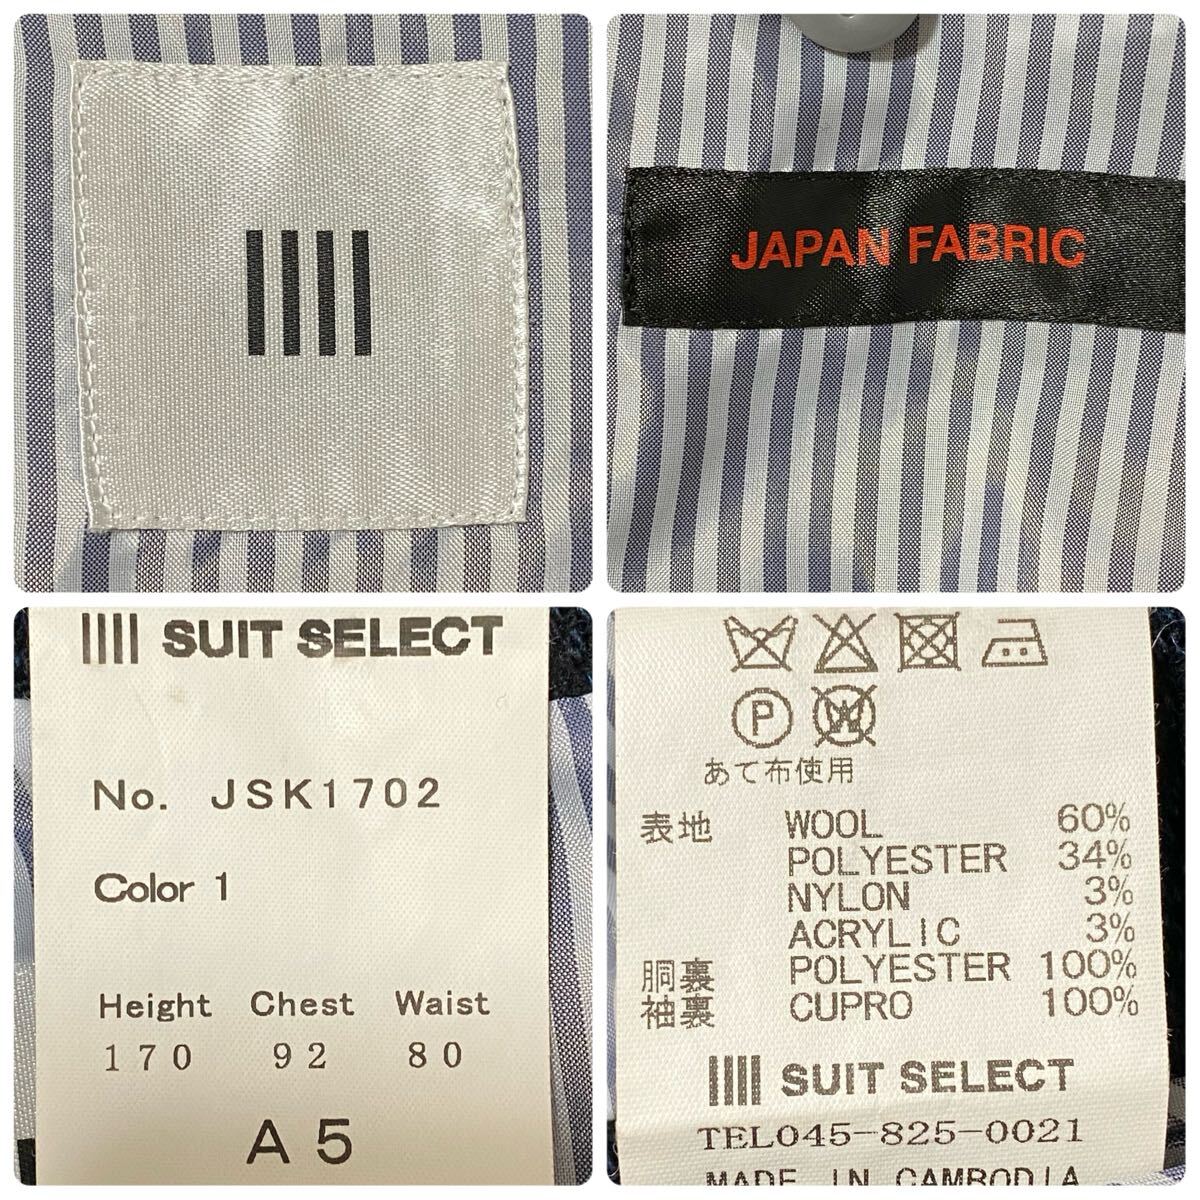 JAPAN FABRIC
SUIT SELECT
No. JSK1702
Color 1
Height Chest Waist
170 92 80
A5
P
W
あて布使用
表地 WOOL 60%
POLYESTER 34%
NYLON 3%
ACRYLIC 3%
胴裏 POLYESTER 100%
袖裏 CUPRO 100%
SUIT SELECT
TEL045-825-0021
MADE IN CAMBODIA